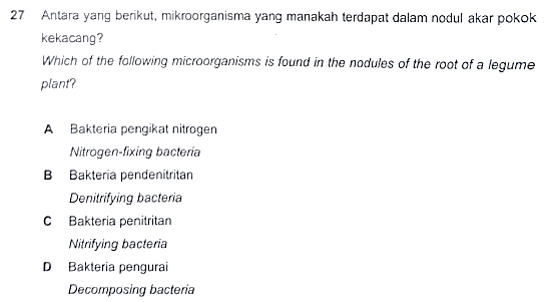 27 Antara yang berikut, mikroorganisma yang manakah terdapat dalam nodul akar pokok
kekacang?
Which of the following microorganisms is found in the nodules of the root of a legume
plant?
A Bakteria pengikat nitrogen
Nitrogen-fixing bacteria
B Bakteria pendenitritan
Denitrifying bacteria
C Bakteria penitritan
Nitrifying bacteria
D Bakteria pengurai
Decomposing bacteria